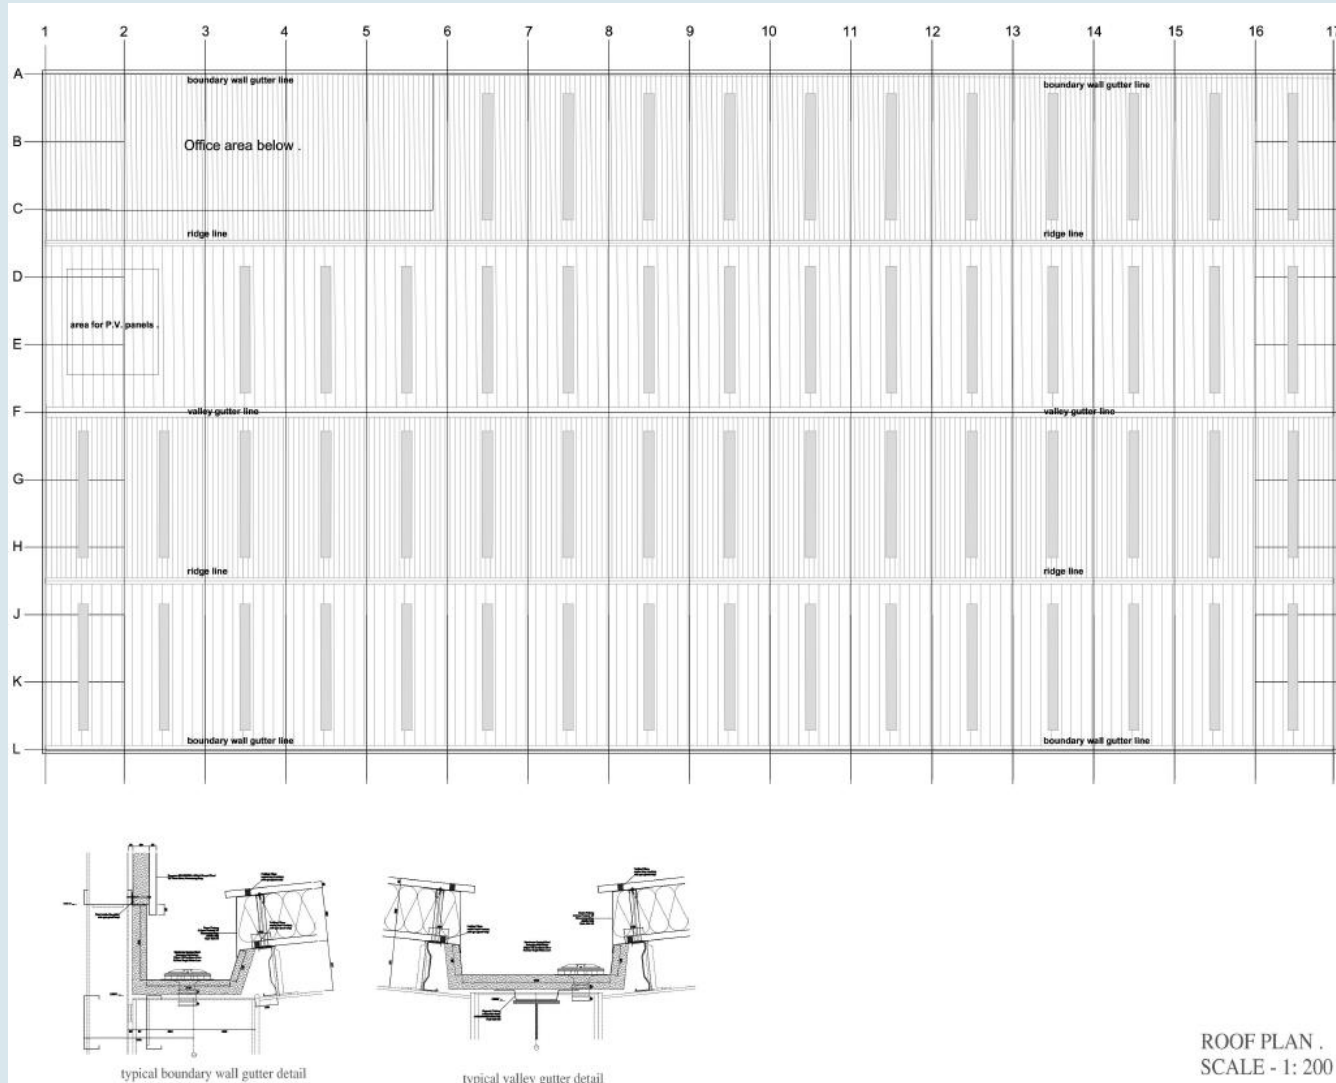 1 2 3 4 5 6 7 8 9 10 11 12 13 14 15 16 17
A
boundary wall gutter line
boundary wall gutter line
B
Office area below .
C
ridge line
ridge line
D
area for P.V. panels .
E
F
valley gutter line
valley gutter line
G
H
ridge line
ridge line
J
K
L
boundary wall gutter line
boundary wall gutter line
typical boundary wall gutter detail
typical valley gutter detail
ROOF PLAN .
SCALE - 1: 200